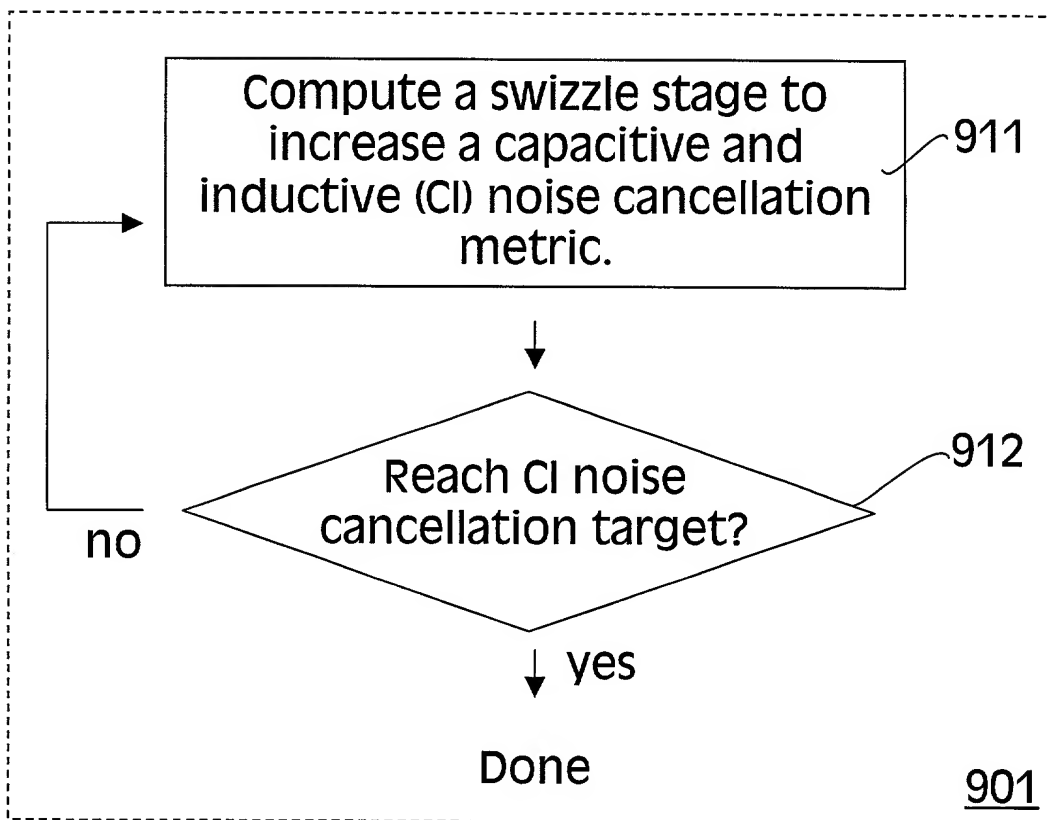 Compute a swizzle stage to
increase a capacitive and
inductive (CI) noise cancellation
metric.
911
Reach CI noise
cancellation target?
912
no
yes
Done
901